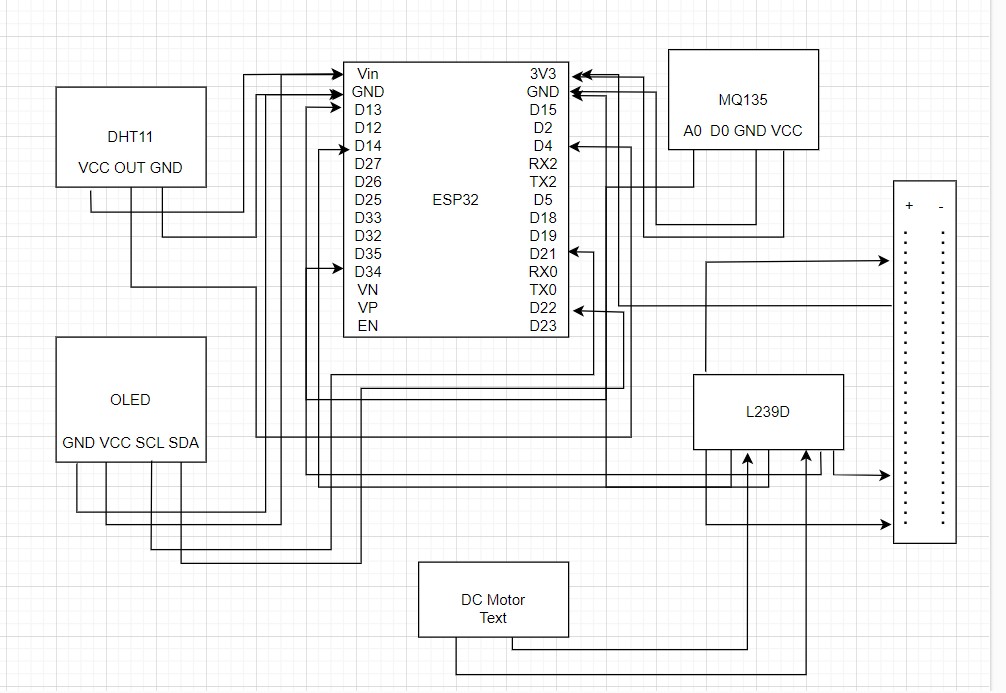 DHT11
VCC OUT GND
Vin 3V3
GND GND
D13 D15
D12 D2
D14 D4
D27 RX2
D26 TX2
D25 D5
ESP32
D33 D18
D32 D19
D35 D21
D34 RX0
VN TX0
VP D22
EN D23
MQ135
A0 D0 GND VCC
+ -
OLED
GND VCC SCL SDA
L239D
DC Motor
Text